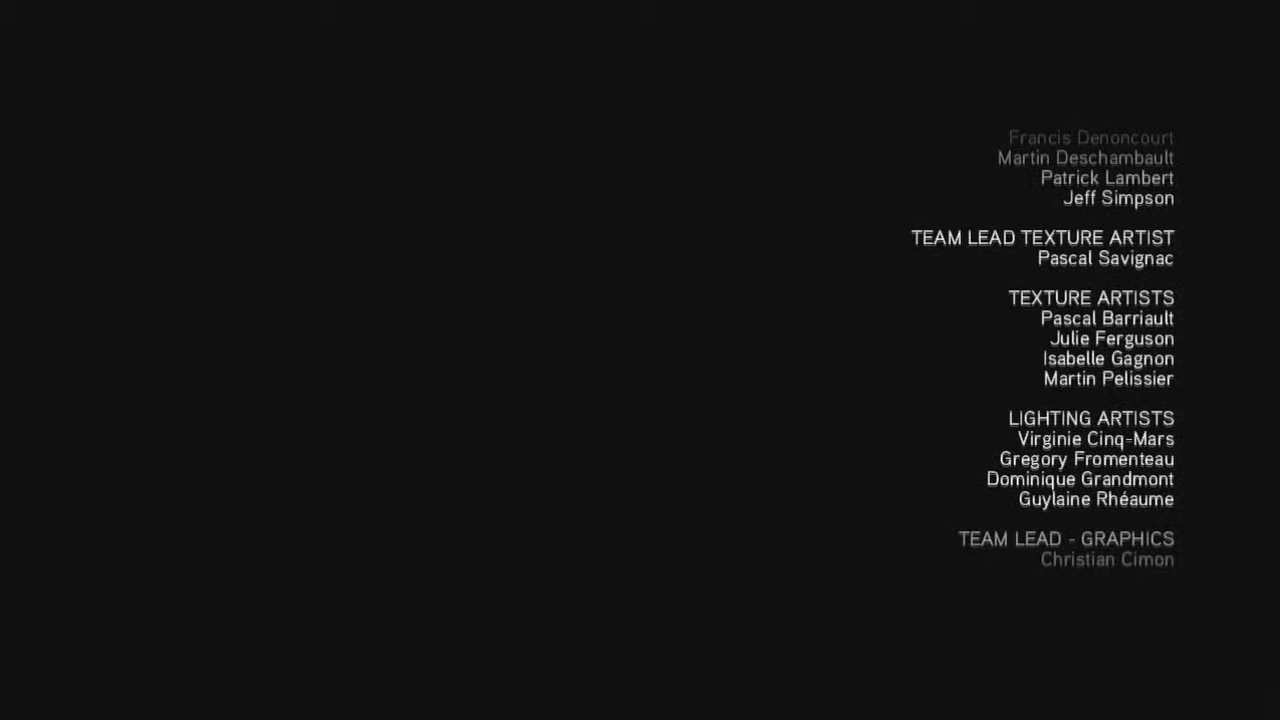 Francis Denoncourt
Martin Deschambault
Patrick Lambert
Jeff Simpson
TEAM LEAD TEXTURE ARTIST
Pascal Savignac
TEXTURE ARTISTS
Pascal Barriault
Julie Ferguson
Isabelle Gagnon
Martin Pelissier
LIGHTING ARTISTS
Virginie Cinq-Mars
Gregory Fromenteau
Dominique Grandmont
Guylaine Rhéaume
TEAM LEAD - GRAPHICS
Christian Cimon